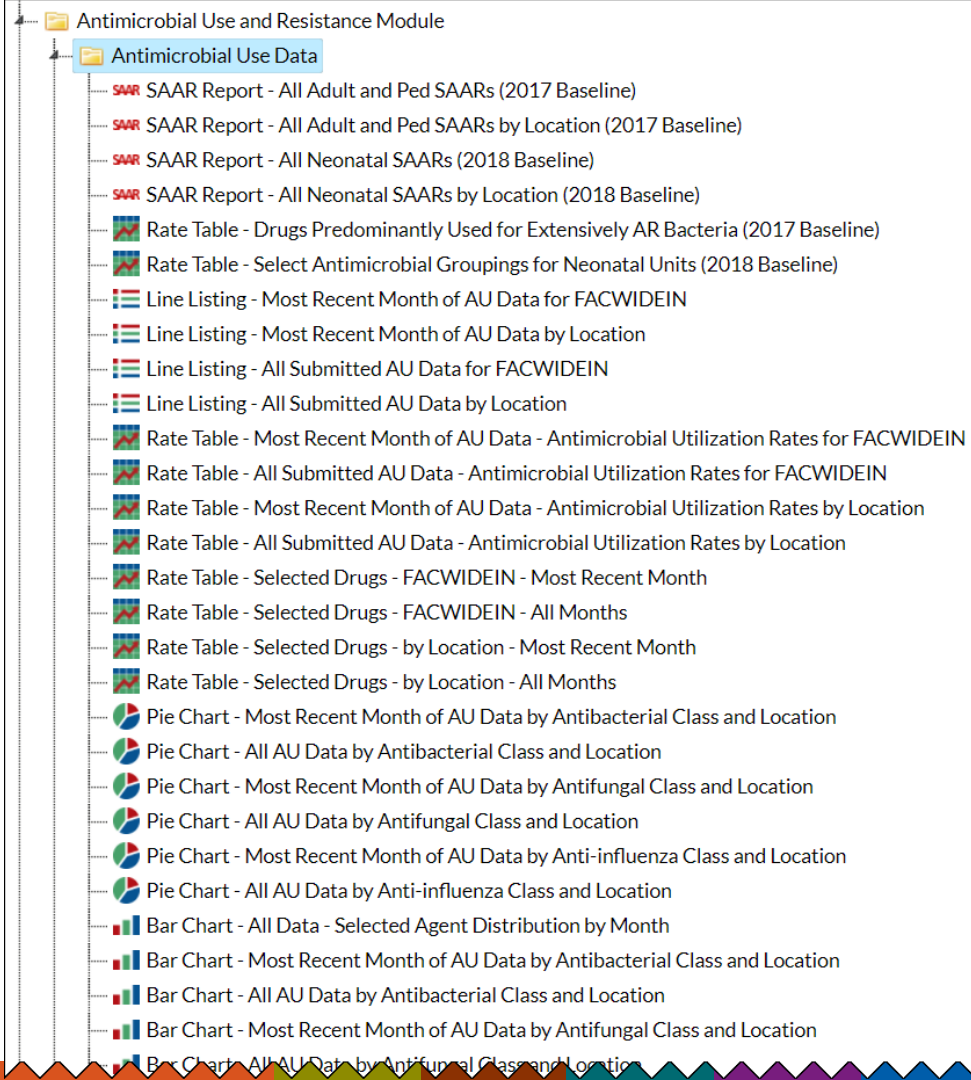 Antimicrobial Use and Resistance Module
Antimicrobial Use Data
SAAR SAAR Report - All Adult and Ped SAARs (2017 Baseline)
SAAR SAAR Report - All Adult and Ped SAARs by Location (2017 Baseline)
SAAR SAAR Report - All Neonatal SAARs (2018 Baseline)
SAAR SAAR Report - All Neonatal SAARs by Location (2018 Baseline)
Rate Table - Drugs Predominantly Used for Extensively AR Bacteria (2017 Baseline)
Rate Table - Select Antimicrobial Groupings for Neonatal Units (2018 Baseline)
Line Listing - Most Recent Month of AU Data for FACWIDEIN
Line Listing - Most Recent Month of AU Data by Location
Line Listing - All Submitted AU Data for FACWIDEIN
Line Listing - All Submitted AU Data by Location
Rate Table - Most Recent Month of AU Data - Antimicrobial Utilization Rates for FACWIDEIN
Rate Table - All Submitted AU Data - Antimicrobial Utilization Rates for FACWIDEIN
Rate Table - Most Recent Month of AU Data - Antimicrobial Utilization Rates by Location
Rate Table - All Submitted AU Data - Antimicrobial Utilization Rates by Location
Rate Table - Selected Drugs - FACWIDEIN - Most Recent Month
Rate Table - Selected Drugs - FACWIDEIN - All Months
Rate Table - Selected Drugs - by Location - Most Recent Month
Rate Table - Selected Drugs - by Location - All Months
Pie Chart - Most Recent Month of AU Data by Antibacterial Class and Location
Pie Chart - All AU Data by Antibacterial Class and Location
Pie Chart - Most Recent Month of AU Data by Antifungal Class and Location
Pie Chart - All AU Data by Antifungal Class and Location
Pie Chart - Most Recent Month of AU Data by Anti-influenza Class and Location
Pie Chart - All AU Data by Anti-influenza Class and Location
Bar Chart - All Data - Selected Agent Distribution by Month
Bar Chart - Most Recent Month of AU Data by Antibacterial Class and Location
Bar Chart - All AU Data by Antibacterial Class and Location
Bar Chart - Most Recent Month of AU Data by Antifungal Class and Location
Bar Chart - All AU Data by Antifungal Class and Location